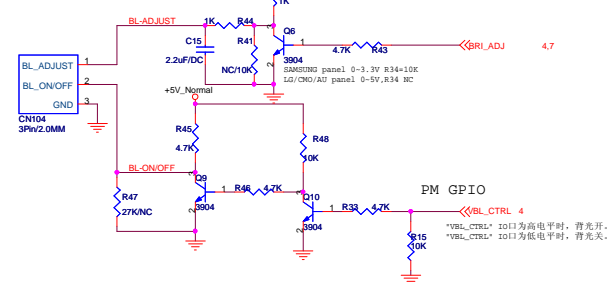 1K
BL-ADJUST
1K R44
Q6
C15
R41
2.2uF/DC
NC/10K
3904
4.7K R43
BRI_ADJ 4,7
SAMSUNG panel 0~3.3V R34=10K
LG/CMO/AU panel 0~5V,R34 NC
BL_ADJUST 1
BL_ON/OFF 2
GND 3
CN104
3Pin/2.0MM
+5V_Normal
R45
4.7K
R48
10K
BL-ON/OFF
Q9
1 R46 4.7K
3904
Q10
3904
1 R33 4.7K
R47
27K/NC
PM GPIO
VBL_CTRL 4
R15
10K
"VBL_CTRL" IO口为高电平时，背光开.
"VBL_CTRL" IO口为低电平时，背光关.